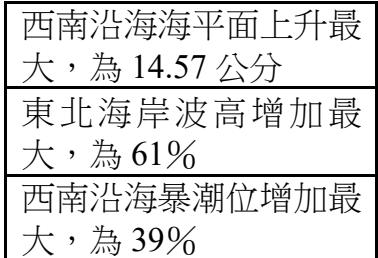 西南沿海海平面上升最
大，為 14.57 公分
東北海岸波高增加最
大，為 61％
西南沿海暴潮位增加最
大，為 39％